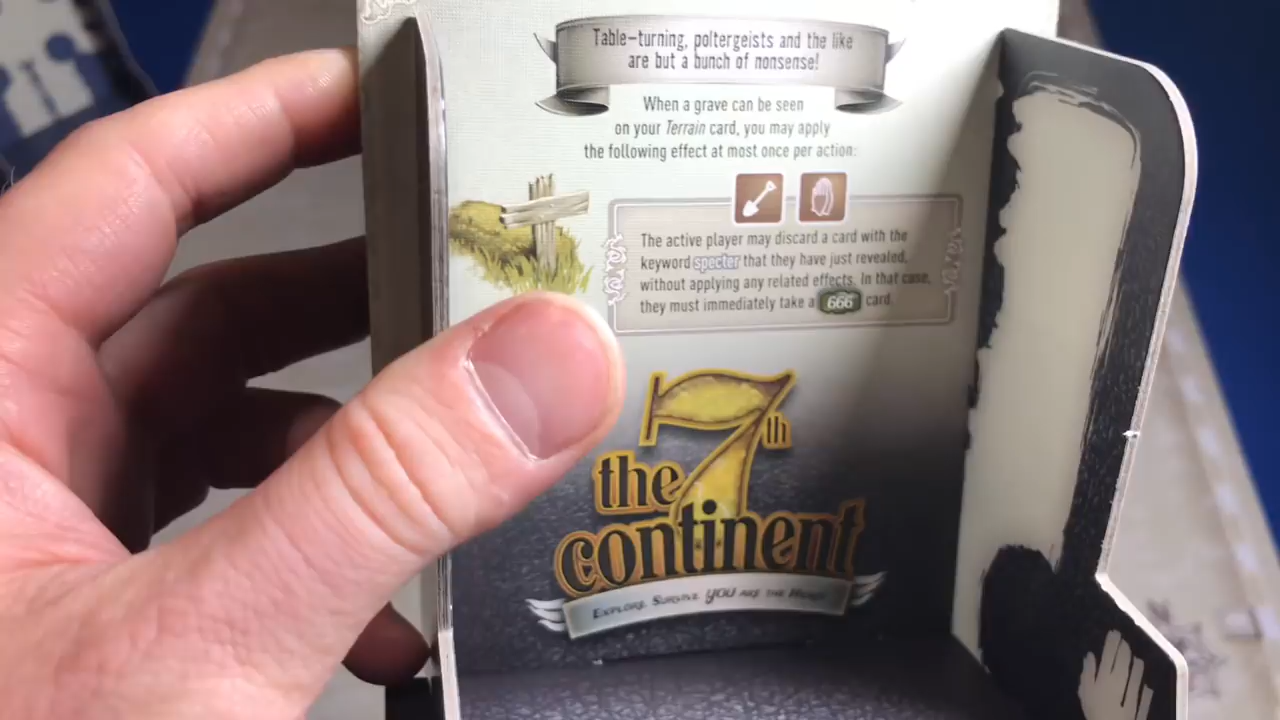 Table-turning, poltergeists and the like
are but a bunch of nonsense!
When a grave can be seen
on your Terrain card, you may apply
the following effect at most once per action:
The active player may discard a card with the
keyword specter that they have just revealed,
without applying any related effects. In that case,
they must immediately take a 666 card.
the 7th
continent
Explore. Survive. YOU are the Hero!